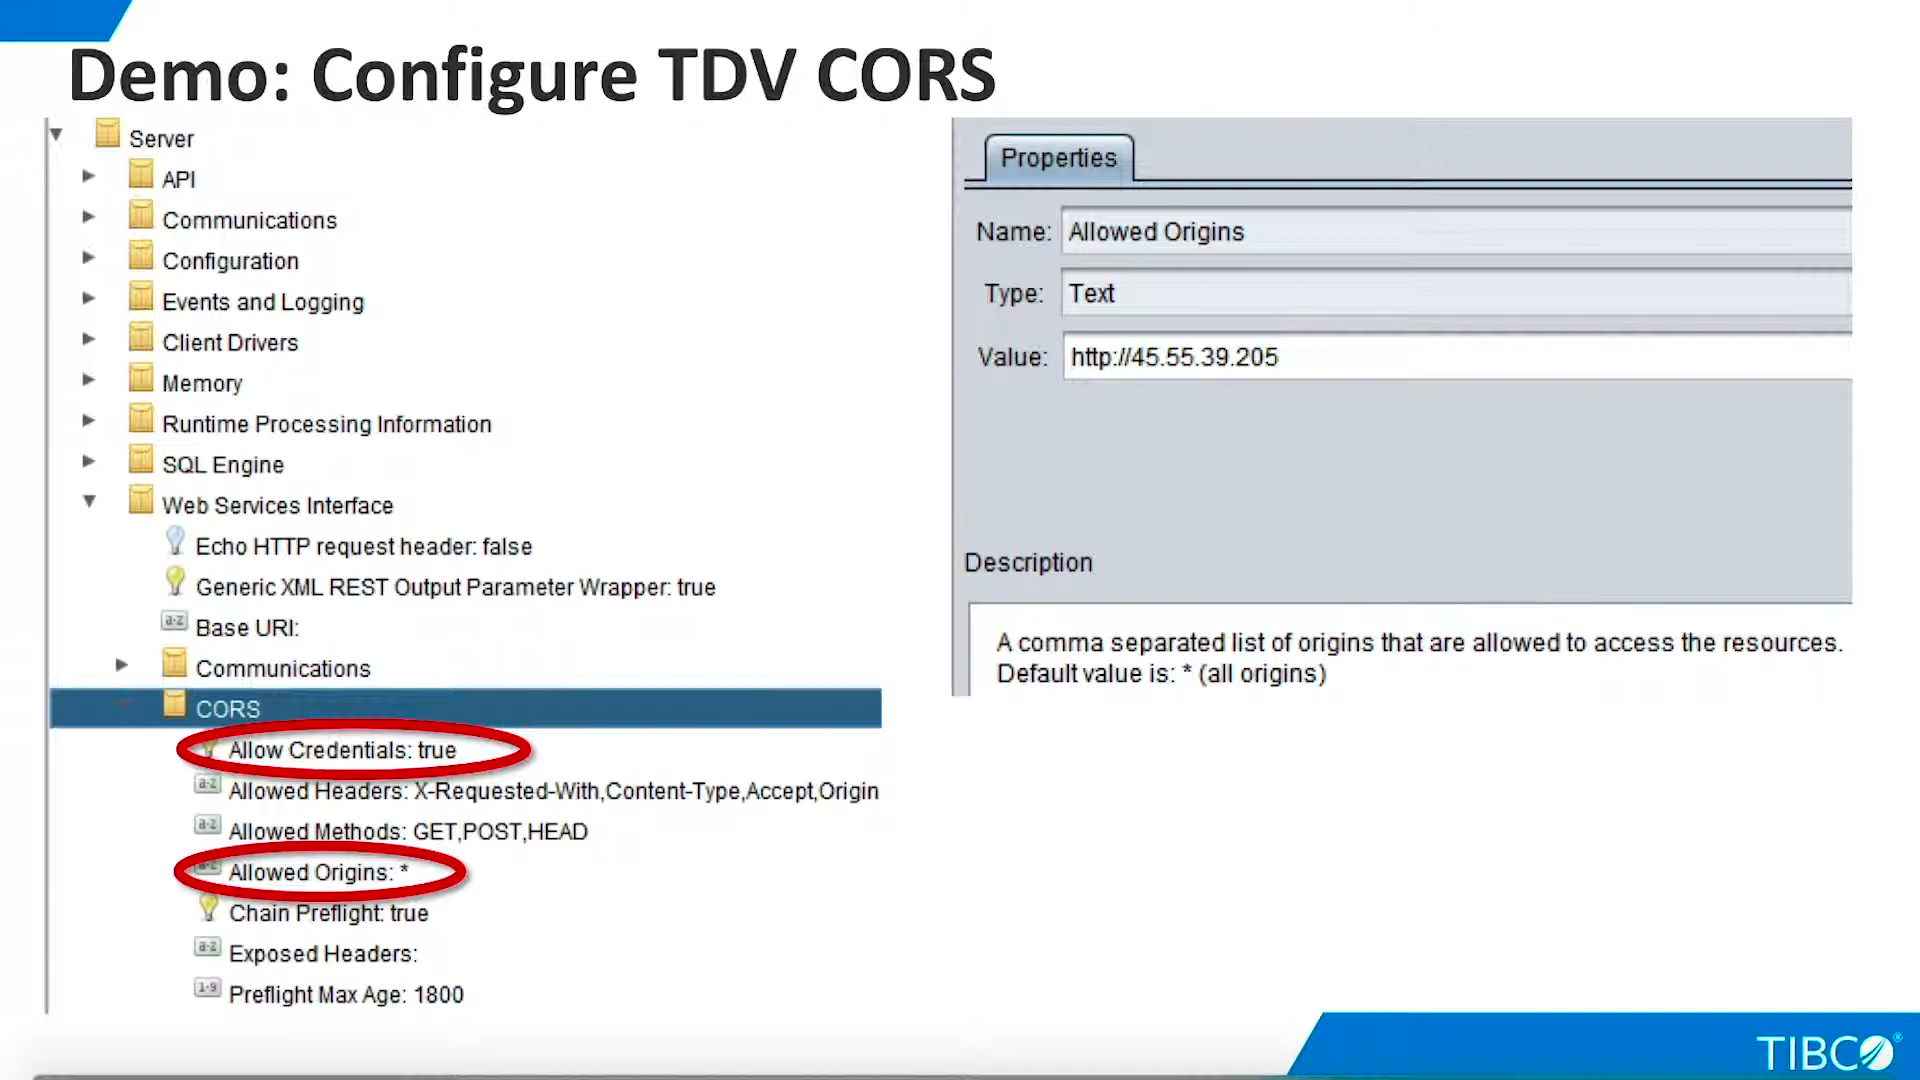 Demo: Configure TDV CORS
Server
API
Communications
Configuration
Events and Logging
Client Drivers
Memory
Runtime Processing Information
SQL Engine
Web Services Interface
Echo HTTP request header: false
Generic XML REST Output Parameter Wrapper: true
a-z Base URI:
Communications
CORS
Allow Credentials: true
a-z Allowed Headers: X-Requested-With,Content-Type,Accept,Origin
a-z Allowed Methods: GET,POST,HEAD
a-z Allowed Origins: *
Chain Preflight: true
a-z Exposed Headers:
1-9 Preflight Max Age: 1800
Properties
Name: Allowed Origins
Type: Text
Value: http://45.55.39.205
Description
A comma separated list of origins that are allowed to access the resources.
Default value is: * (all origins)
TIBCO®